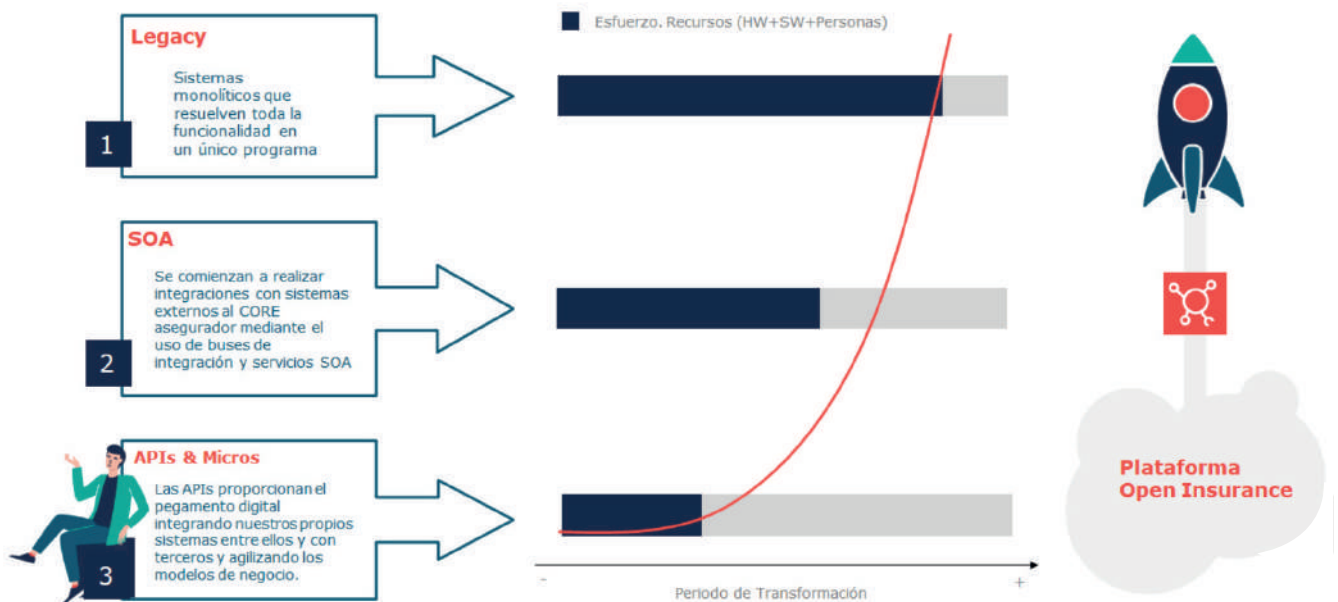 Legacy
Sistemas
monolíticos que
resuelven toda la
funcionalidad en
un único programa
1
SOA
Se comienzan a realizar
integraciones con sistemas
externos al CORE
asegurador mediante el
uso de buses de
integración y servicios SOA
2
APIs & Micros
Las APIs proporcionan el
pegamento digital
integrando nuestros propios
sistemas entre ellos y con
terceros y agilizando los
modelos de negocio.
3
Esfuerzo. Recursos (HW+SW+Personas)
- +
Periodo de Transformación
Plataforma
Open Insurance